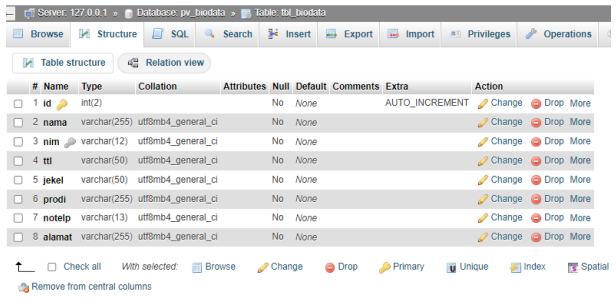 Server: 127.0.0.1 » Database: pv_biodata » Table: tbl_biodata
Browse Structure SQL Search Insert Export Import Privileges Operations
Table structure Relation view
# Name Type Collation Attributes Null Default Comments Extra Action
1 id int(2) No None AUTO_INCREMENT Change Drop More
2 nama varchar(255) utf8mb4_general_ci No None Change Drop More
3 nim varchar(12) utf8mb4_general_ci No None Change Drop More
4 ttl varchar(50) utf8mb4_general_ci No None Change Drop More
5 jekel varchar(50) utf8mb4_general_ci No None Change Drop More
6 prodi varchar(255) utf8mb4_general_ci No None Change Drop More
7 notelp varchar(13) utf8mb4_general_ci No None Change Drop More
8 alamat varchar(255) utf8mb4_general_ci No None Change Drop More
Check all With selected: Browse Change Drop Primary Unique Index Spatial
Remove from central columns